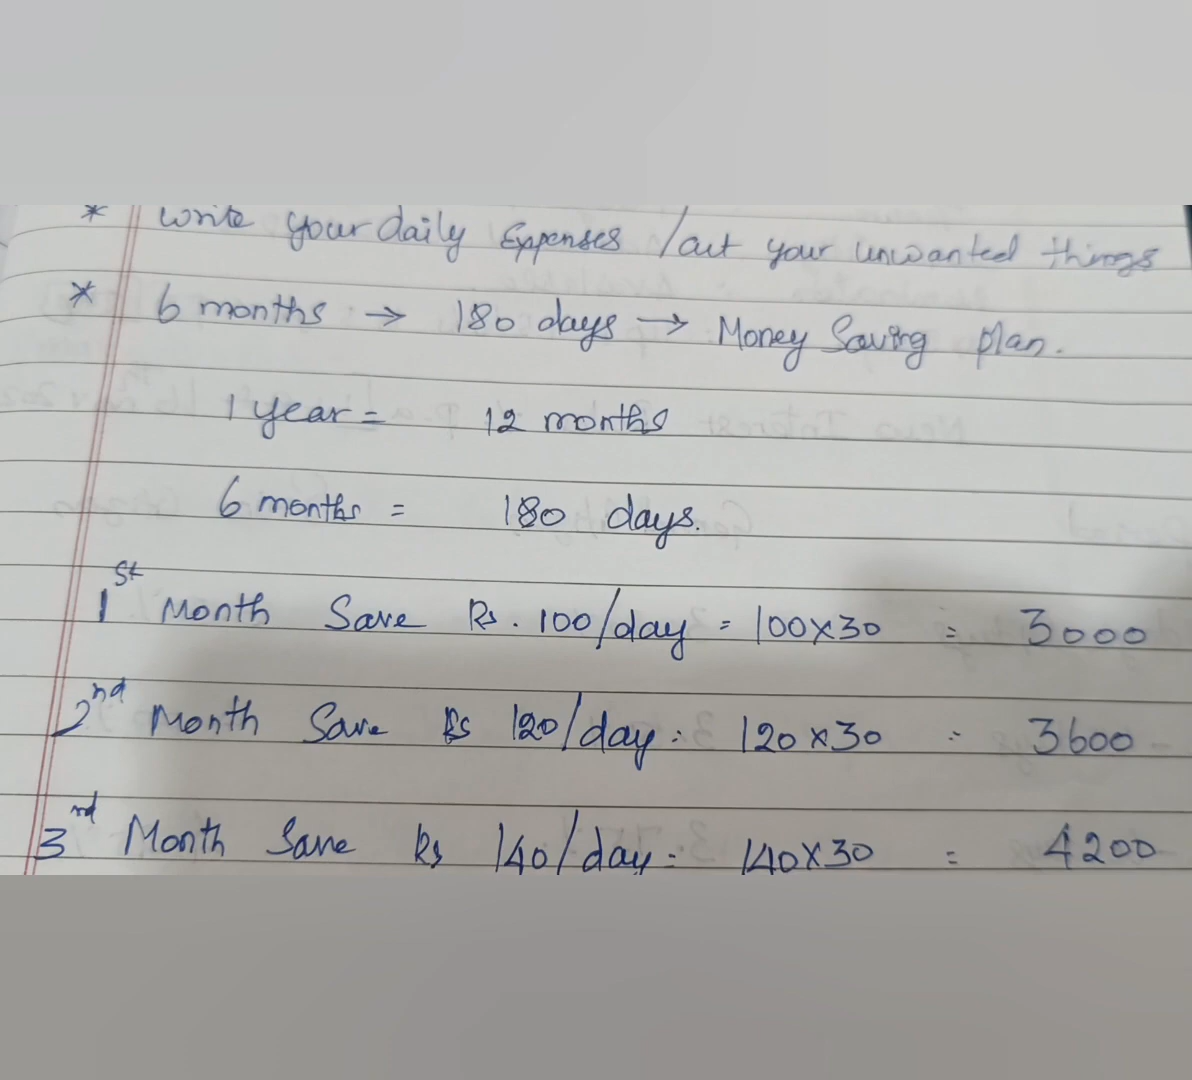 * Write your daily Expenses / cut your unwanted things
* 6 months → 180 days → Money Saving plan.
1 year = 12 months
6 months = 180 days.
1st Month Save Rs. 100/day = 100x30 = 3000
2nd Month Save Rs 120/day = 120x30 = 3600
3rd Month Save Rs 140/day = 140x30 = 4200